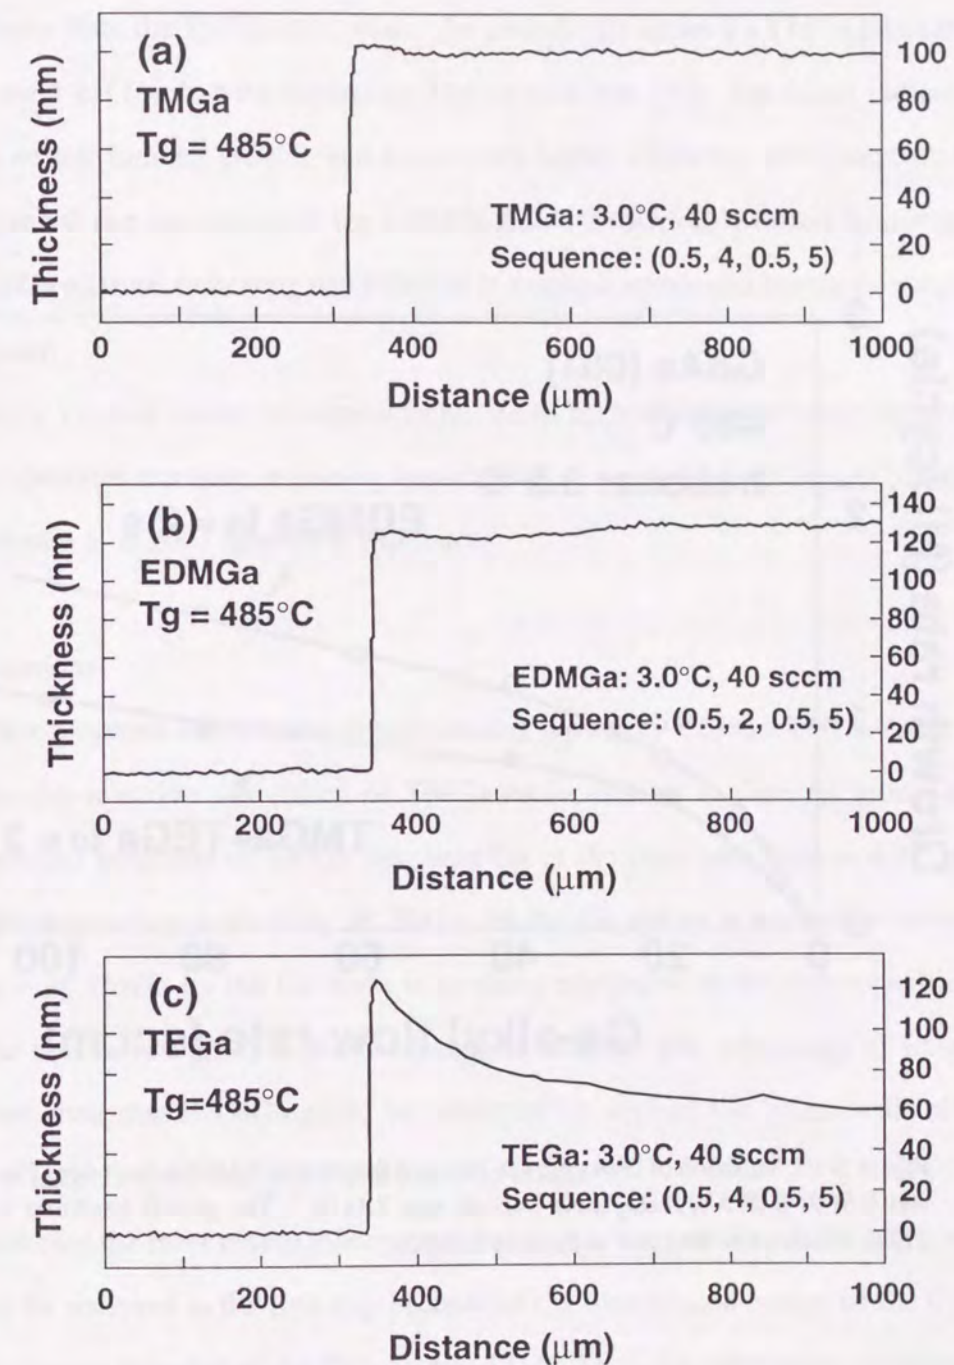 (a)
TMGa
Tg = 485°C
TMGa: 3.0°C, 40 sccm
Sequence: (0.5, 4, 0.5, 5)
Thickness (nm)
100
80
60
40
20
0
0 200 400 600 800 1000
Distance (μm)
(b)
EDMGa
Tg = 485°C
EDMGa: 3.0°C, 40 sccm
Sequence: (0.5, 2, 0.5, 5)
Thickness (nm)
140
120
100
80
60
40
20
0
0 200 400 600 800 1000
Distance (μm)
(c)
TEGa
Tg=485°C
TEGa: 3.0°C, 40 sccm
Sequence: (0.5, 4, 0.5, 5)
Thickness (nm)
120
100
80
60
40
20
0
0 200 400 600 800 1000
Distance (μm)